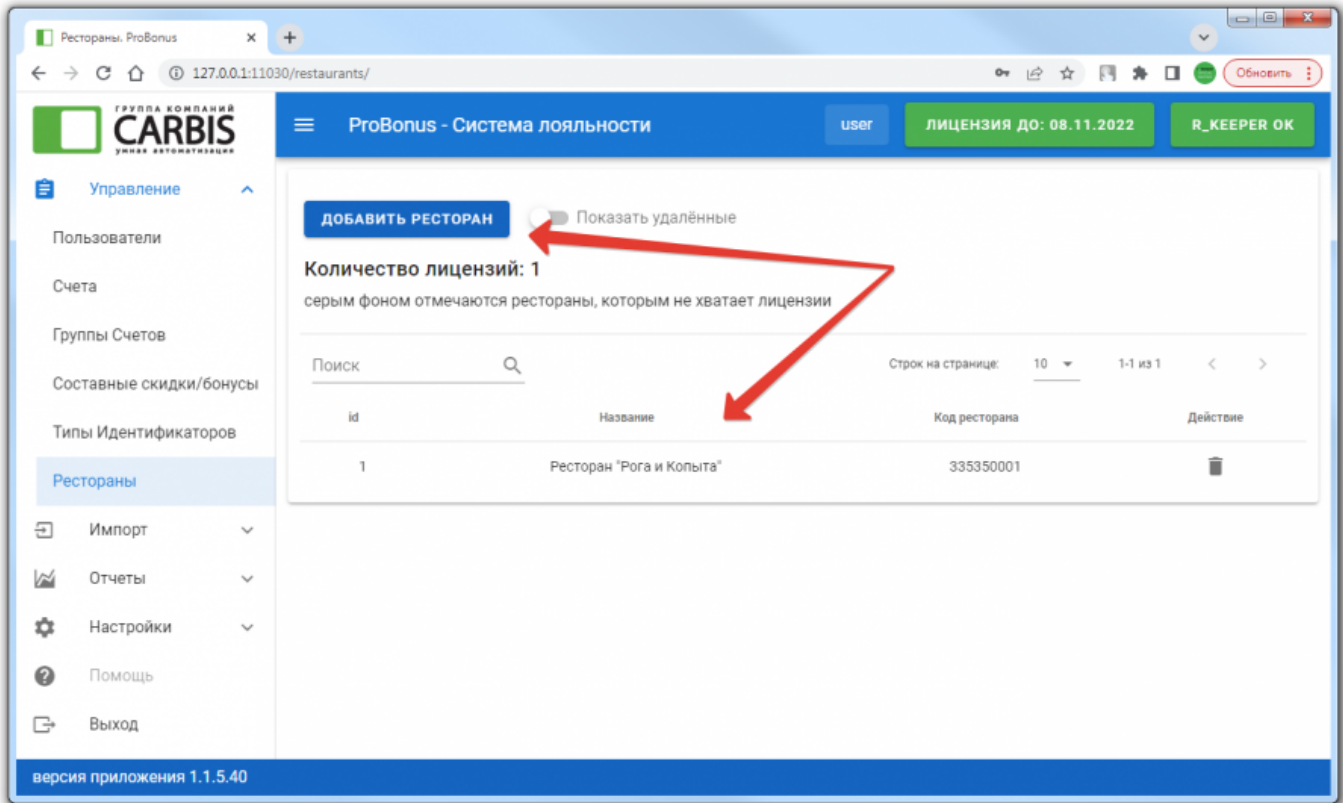 Рестораны. ProBonus
127.0.0.1:11030/restaurants/
Обновить
ГРУППА КОМПАНИЙ
CARBIS
умная автоматизация
ProBonus - Система лояльности
user
ЛИЦЕНЗИЯ ДО: 08.11.2022
R_KEEPER OK
Управление
Пользователи
Счета
Группы Счетов
Составные скидки/бонусы
Типы Идентификаторов
Рестораны
Импорт
Отчеты
Настройки
Помощь
Выход
ДОБАВИТЬ РЕСТОРАН
Показать удалённые
Количество лицензий: 1
серым фоном отмечаются рестораны, которым не хватает лицензии
Поиск
Строк на странице: 10 1-1 из 1
id Название Код ресторана Действие
1 Ресторан "Рога и Копыта" 335350001
версия приложения 1.1.5.40